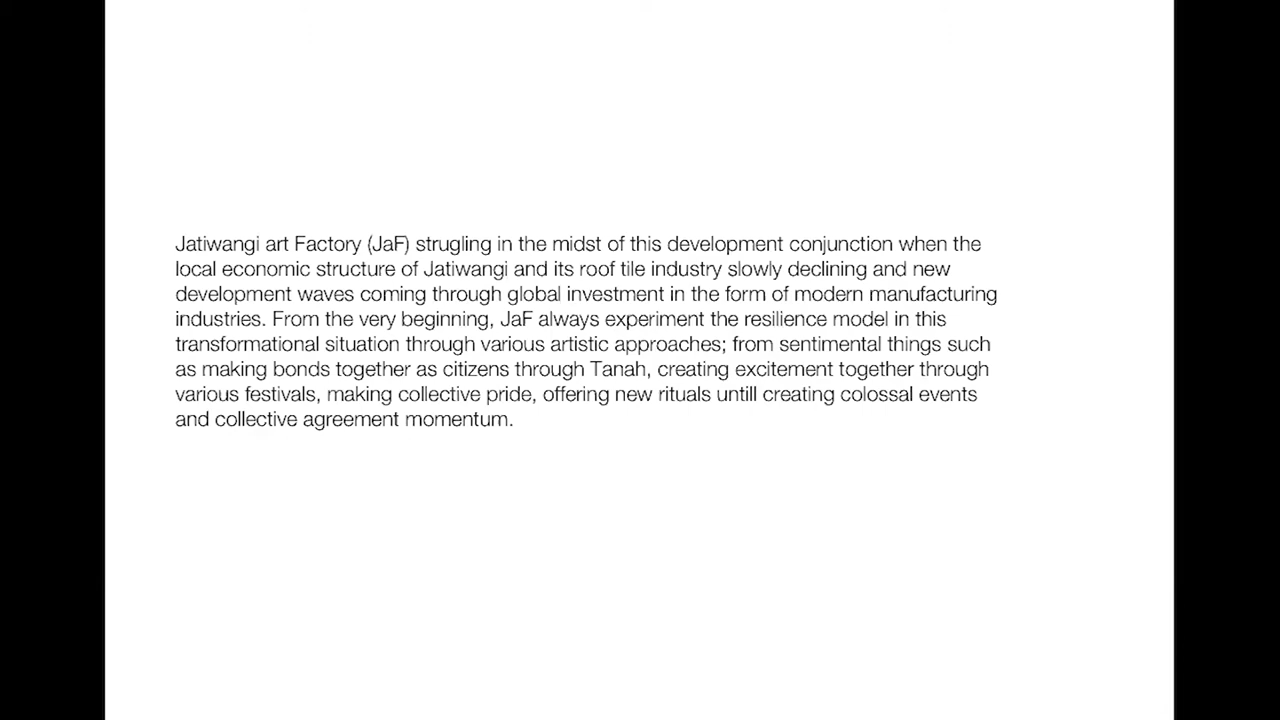 Jatiwangi art Factory (JaF) strugling in the midst of this development conjunction when the
local economic structure of Jatiwangi and its roof tile industry slowly declining and new
development waves coming through global investment in the form of modern manufacturing
industries. From the very beginning, JaF always experiment the resilience model in this
transformational situation through various artistic approaches; from sentimental things such
as making bonds together as citizens through Tanah, creating excitement together through
various festivals, making collective pride, offering new rituals untill creating colossal events
and collective agreement momentum.